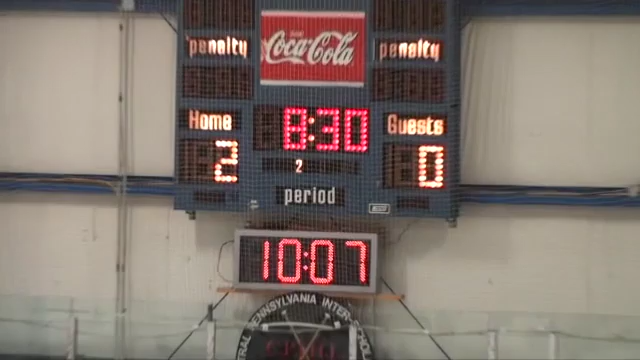 penalty Coca-Cola penalty
Home 8:30 Guests
2 2 0
period
10:07
PENNSYLVANIA INTER